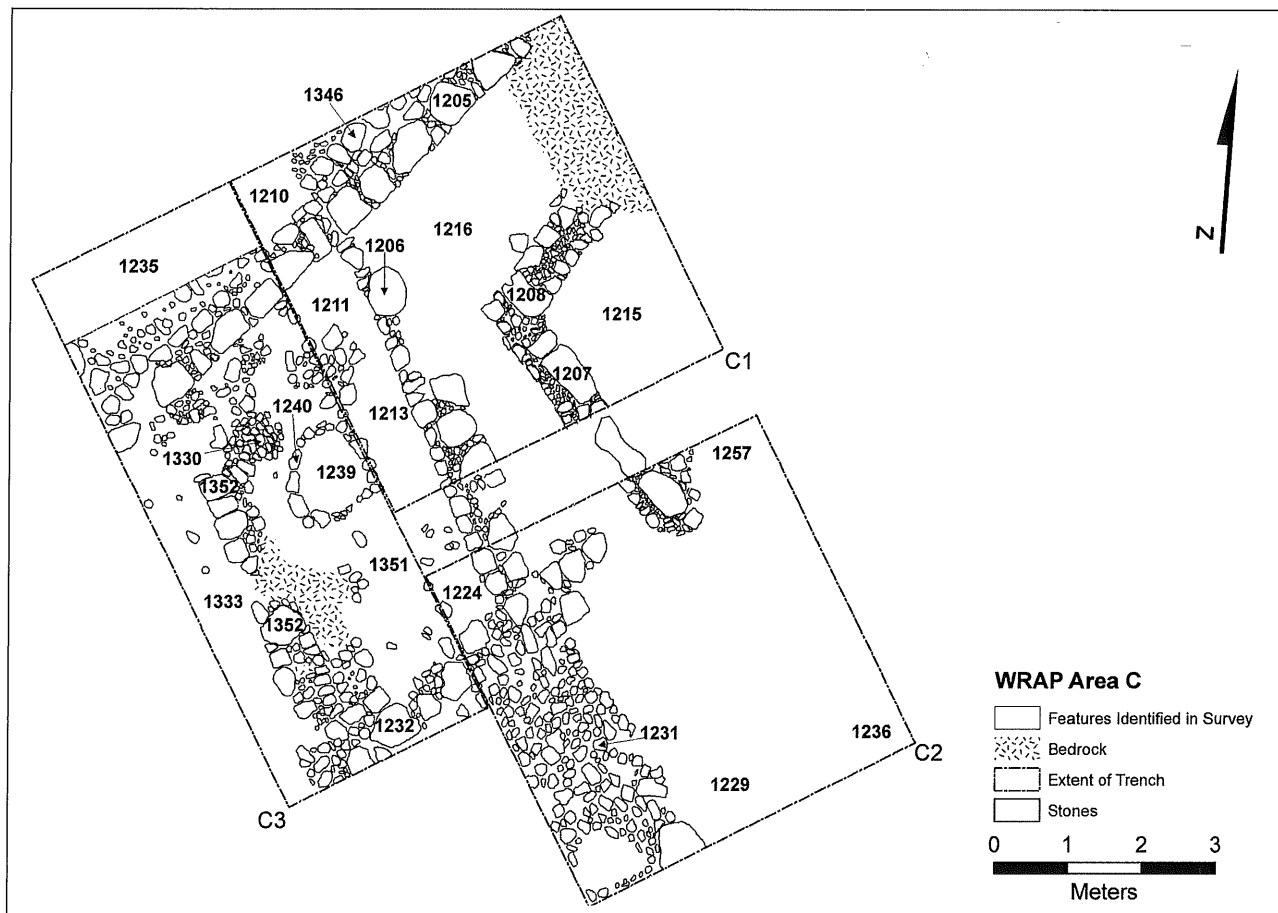 1346
1205
1210
1206
1216
1235
1211
1208
1215
C1
1207
1240
1213
1330
1239
1257
1352
1351
1224
1333
1352
1232
1231
1236
C2
1229
C3
N
WRAP Area C
Features Identified in Survey
Bedrock
Extent of Trench
Stones
0 1 2 3
Meters